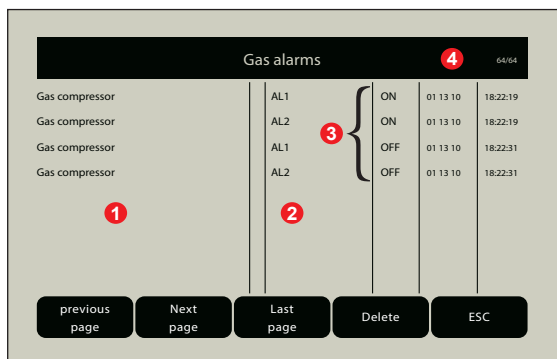 Gas alarms 4 64/64
Gas compressor AL1 ON 01 13 10 18:22:19
Gas compressor AL2 ON 01 13 10 18:22:19
3
Gas compressor AL1 OFF 01 13 10 18:22:31
Gas compressor AL2 OFF 01 13 10 18:22:31
1 2
previous page Next page Last page Delete ESC